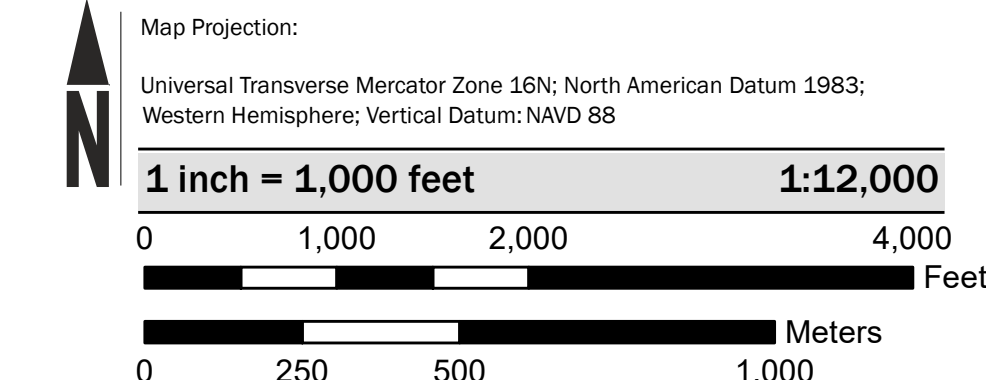 N
Map Projection:
Universal Transverse Mercator Zone 16N; North American Datum 1983;
Western Hemisphere; Vertical Datum: NAVD 88
1 inch = 1,000 feet 1:12,000
0 1,000 2,000 4,000
Feet
Meters
0 250 500 1,000